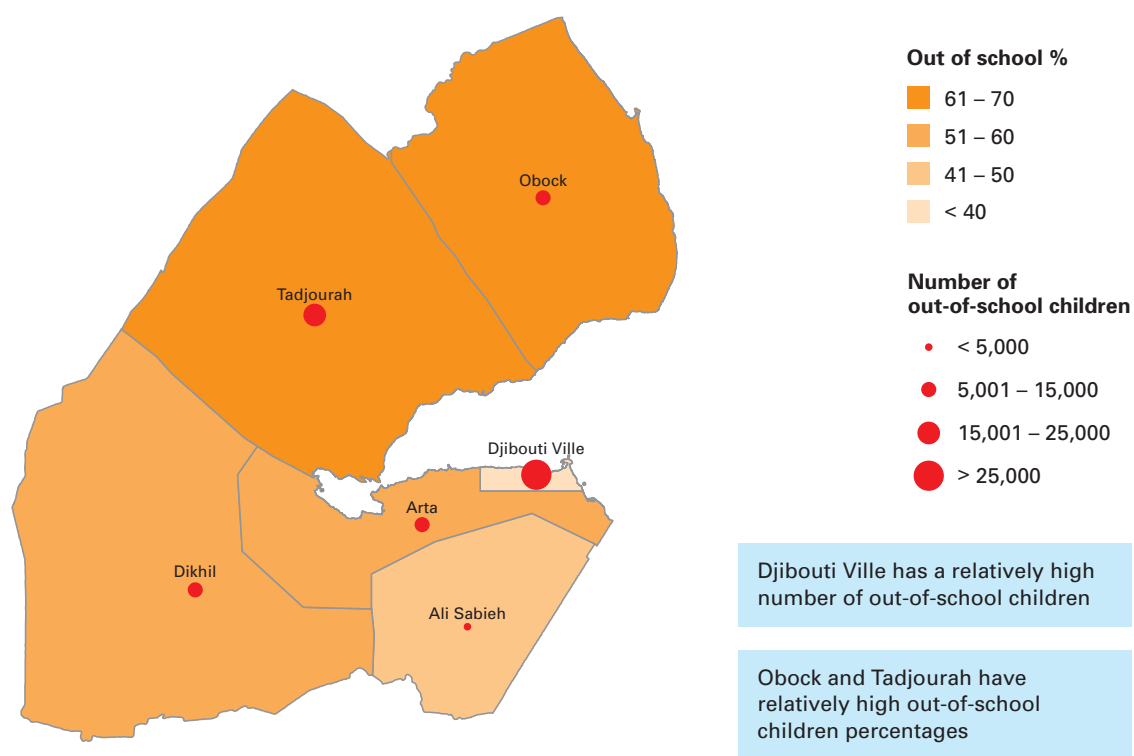 Obock
Tadjourah
Djibouti Ville
Arta
Dikhil
Ali Sabieh
Out of school %
61 – 70
51 – 60
41 – 50
< 40
Number of
out-of-school children
< 5,000
5,001 – 15,000
15,001 – 25,000
> 25,000
Djibouti Ville has a relatively high
number of out-of-school children
Obock and Tadjourah have
relatively high out-of-school
children percentages